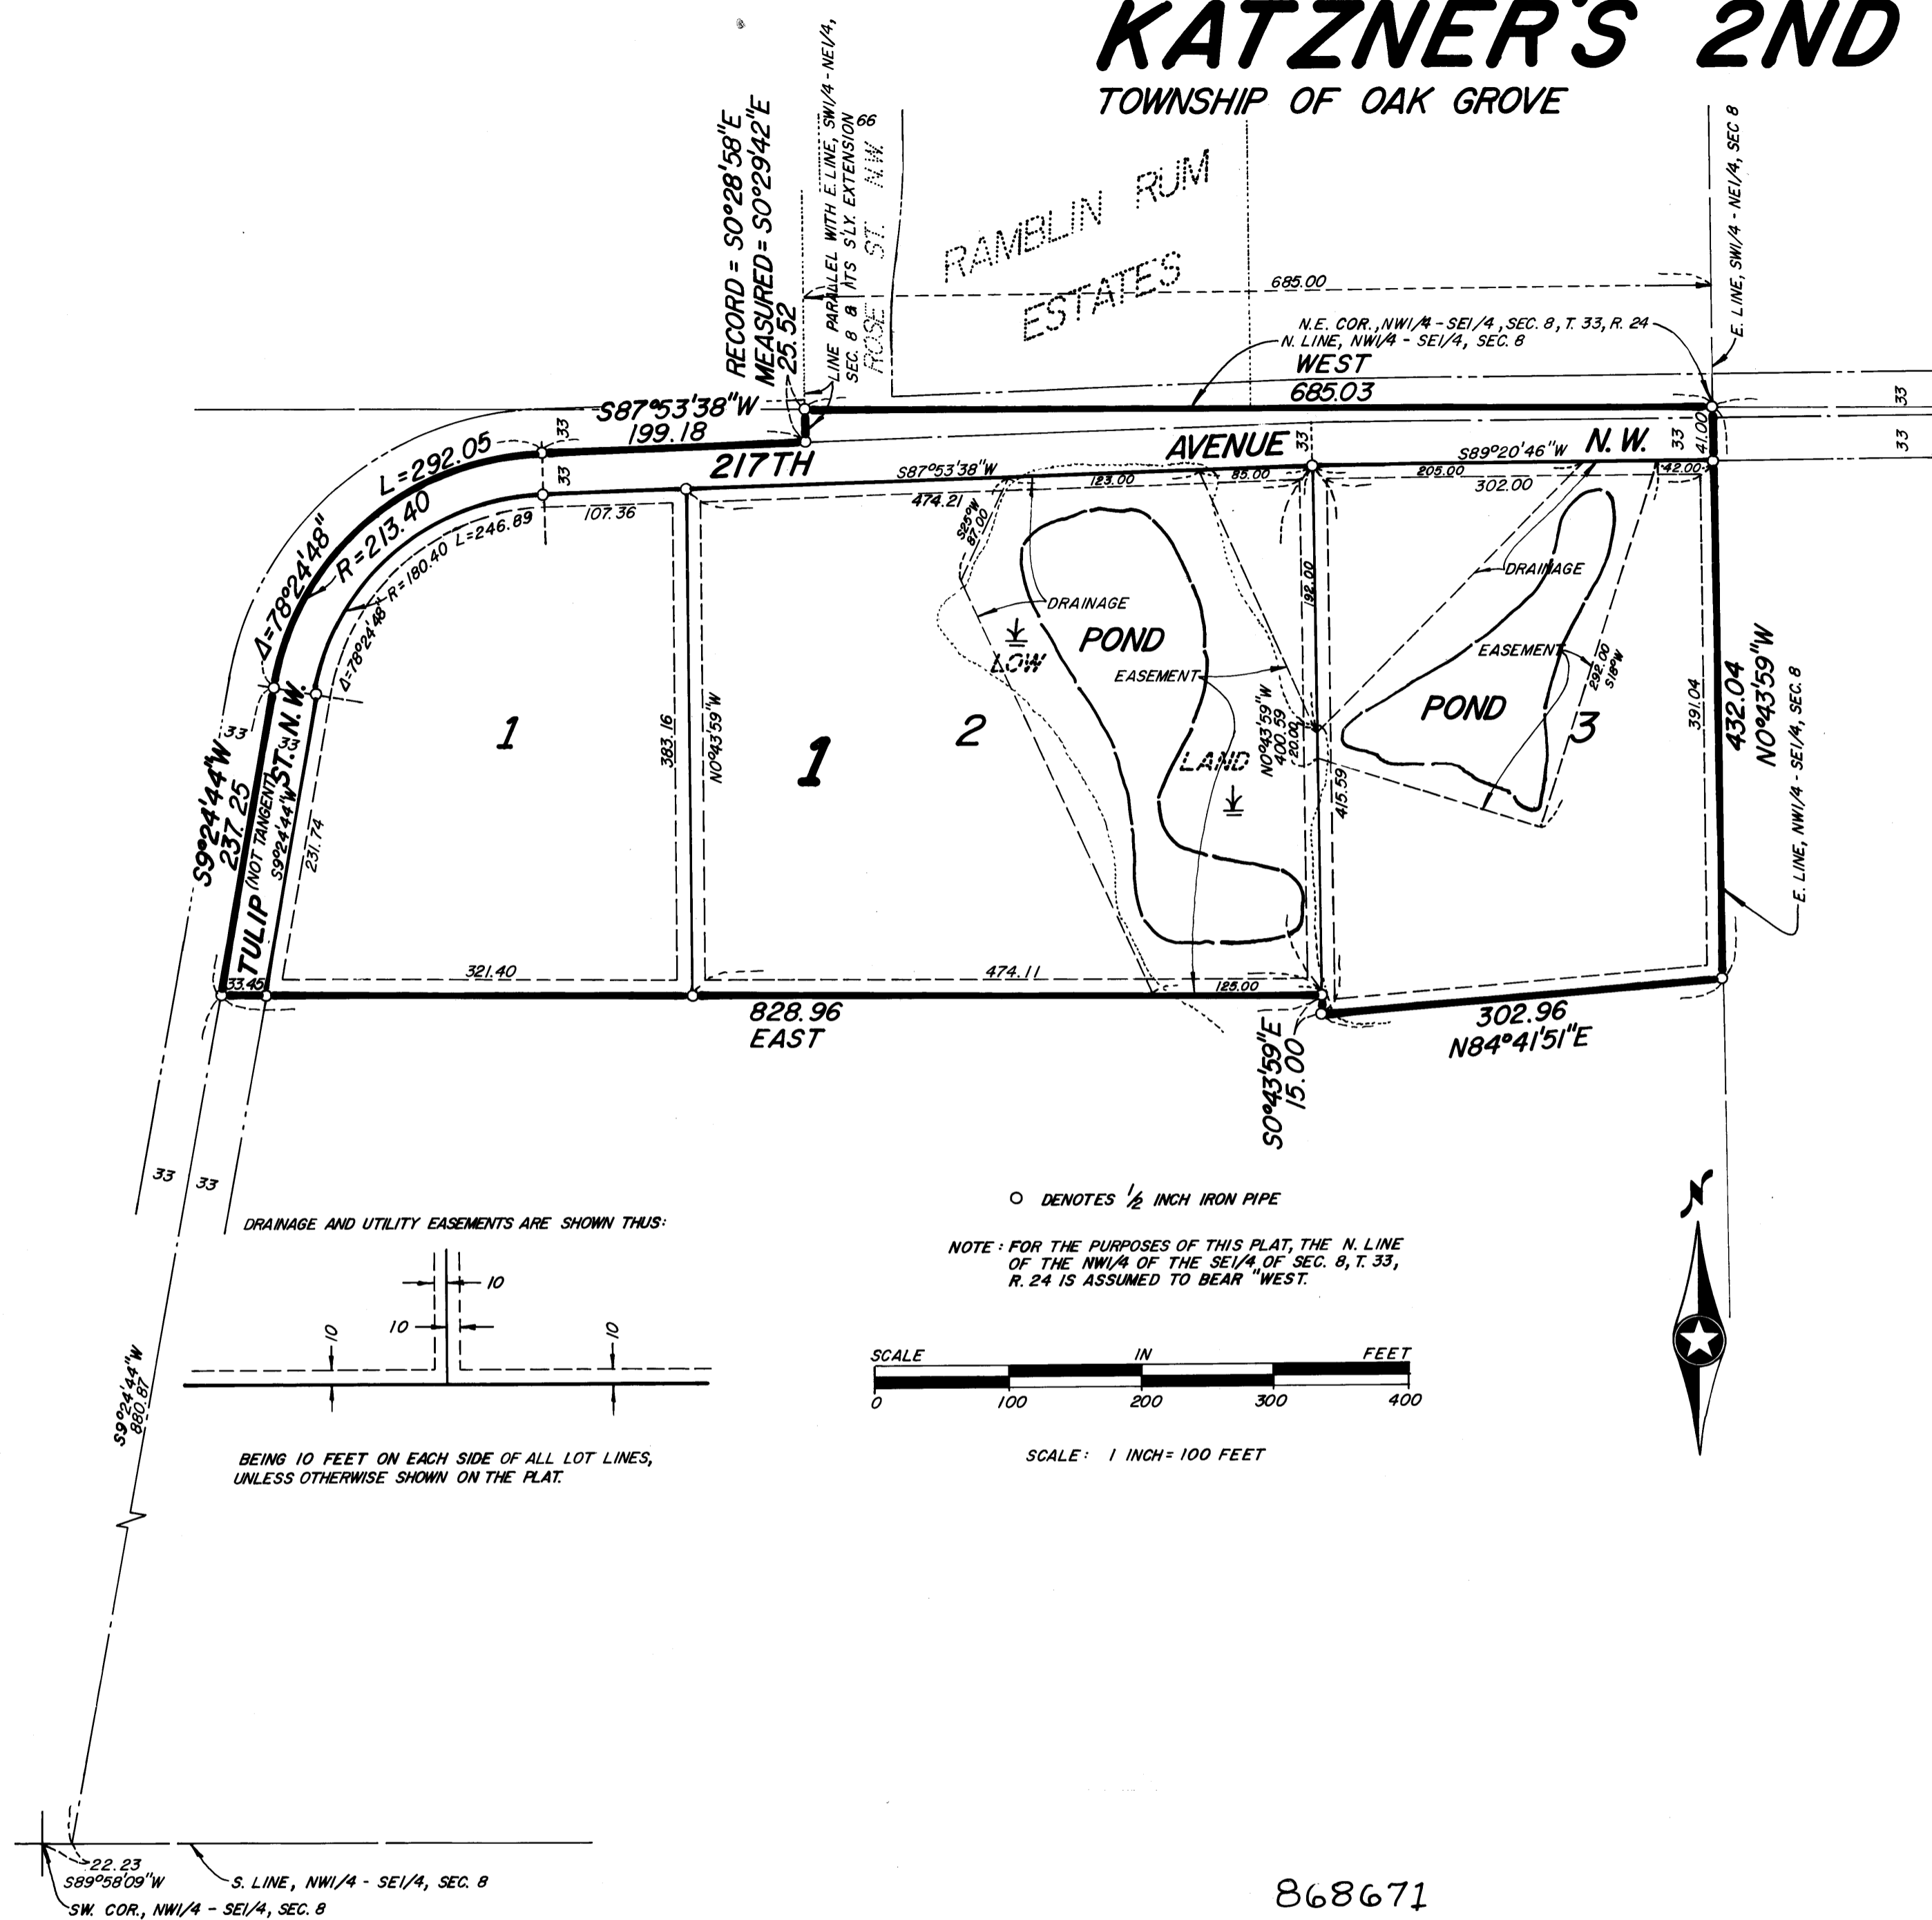 KATZNER'S 2ND
TOWNSHIP OF OAK GROVE
RECORD = S0°28'58"E
MEASURED = S0°29'42"E
25.52
LINE PARALLEL WITH E. LINE, SW1/4 - NE1/4,
SEC. 8 & ITS S'LY. EXTENSION
66
ROSE ST. N.W.
RAMBLIN RUM
ESTATES
E. LINE, SW1/4 - NE1/4, SEC 8
685.00
N.E. COR., NW1/4 - SE1/4, SEC. 8, T. 33, R. 24
N. LINE, NW1/4 - SE1/4, SEC. 8
WEST
685.03
33
33
S87°53'38"W
199.18
33
33
217TH
AVENUE
N. W.
33
33
41.00
L=292.05
R=213.40
Δ=78°24'48"
L=246.89
R=180.40
Δ=78°24'48"
107.36
S87°53'38"W
474.21
123.00
85.00
S89°20'46"W
205.00
302.00
42.00
S25°W
87.00
DRAINAGE
POND
LOW
EASEMENT
LAND
192.00
DRAINAGE
EASEMENT
POND
292.00
S18°W
391.04
432.04
N0°43'59"W
E. LINE, NW1/4 - SE1/4, SEC. 8
33
33
S9°24'44"W
237.25
TULIP
ST. N.W.
(NOT TANGENT)
S9°24'44"W
231.74
1
383.16
N0°43'59"W
1
2
N0°43'59"W
400.59
20.00
415.59
3
33.45
321.40
474.11
125.00
828.96
EAST
S0°43'59"E
15.00
302.96
N84°41'51"E
33
33
DRAINAGE AND UTILITY EASEMENTS ARE SHOWN THUS:
10
10
10
10
BEING 10 FEET ON EACH SIDE OF ALL LOT LINES,
UNLESS OTHERWISE SHOWN ON THE PLAT.
DENOTES 1/2 INCH IRON PIPE
NOTE: FOR THE PURPOSES OF THIS PLAT, THE N. LINE
OF THE NW1/4 OF THE SE1/4 OF SEC. 8, T. 33,
R. 24 IS ASSUMED TO BEAR "WEST.
SCALE IN FEET
0 100 200 300 400
SCALE: 1 INCH = 100 FEET
N
S9°24'44"W
880.87
22.23
S89°58'09"W
S. LINE, NW1/4 - SE1/4, SEC. 8
SW. COR., NW1/4 - SE1/4, SEC. 8
868671